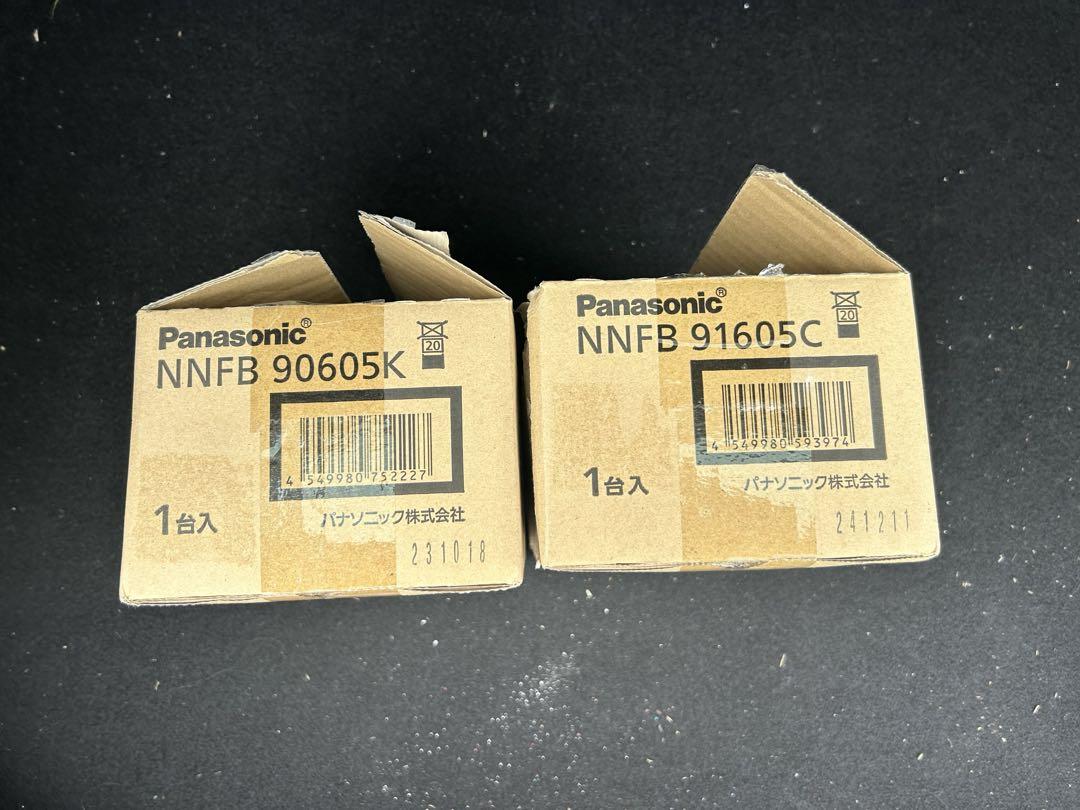 Panasonic®
NNFB 90605K
20
4 549980 752227
1台入
パナソニック株式会社
231018
Panasonic®
NNFB 91605C
20
4 549980 593974
1台入
パナソニック株式会社
241211